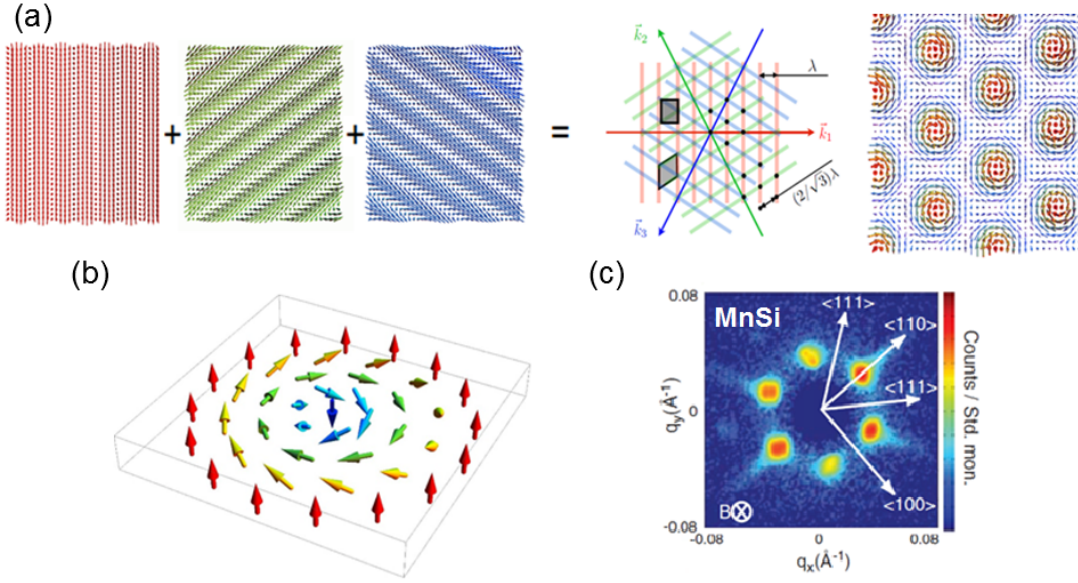 (a)
+
+
=
k⃗₂
λ
k⃗₁
(2/√3)λ
k⃗₃
(b)
(c)
0.08
MnSi
<111>
<110>
<111>
<100>
B
0
-0.08
-0.08
0
0.08
qy(Å⁻¹)
qx(Å⁻¹)
Counts / Std. mon.